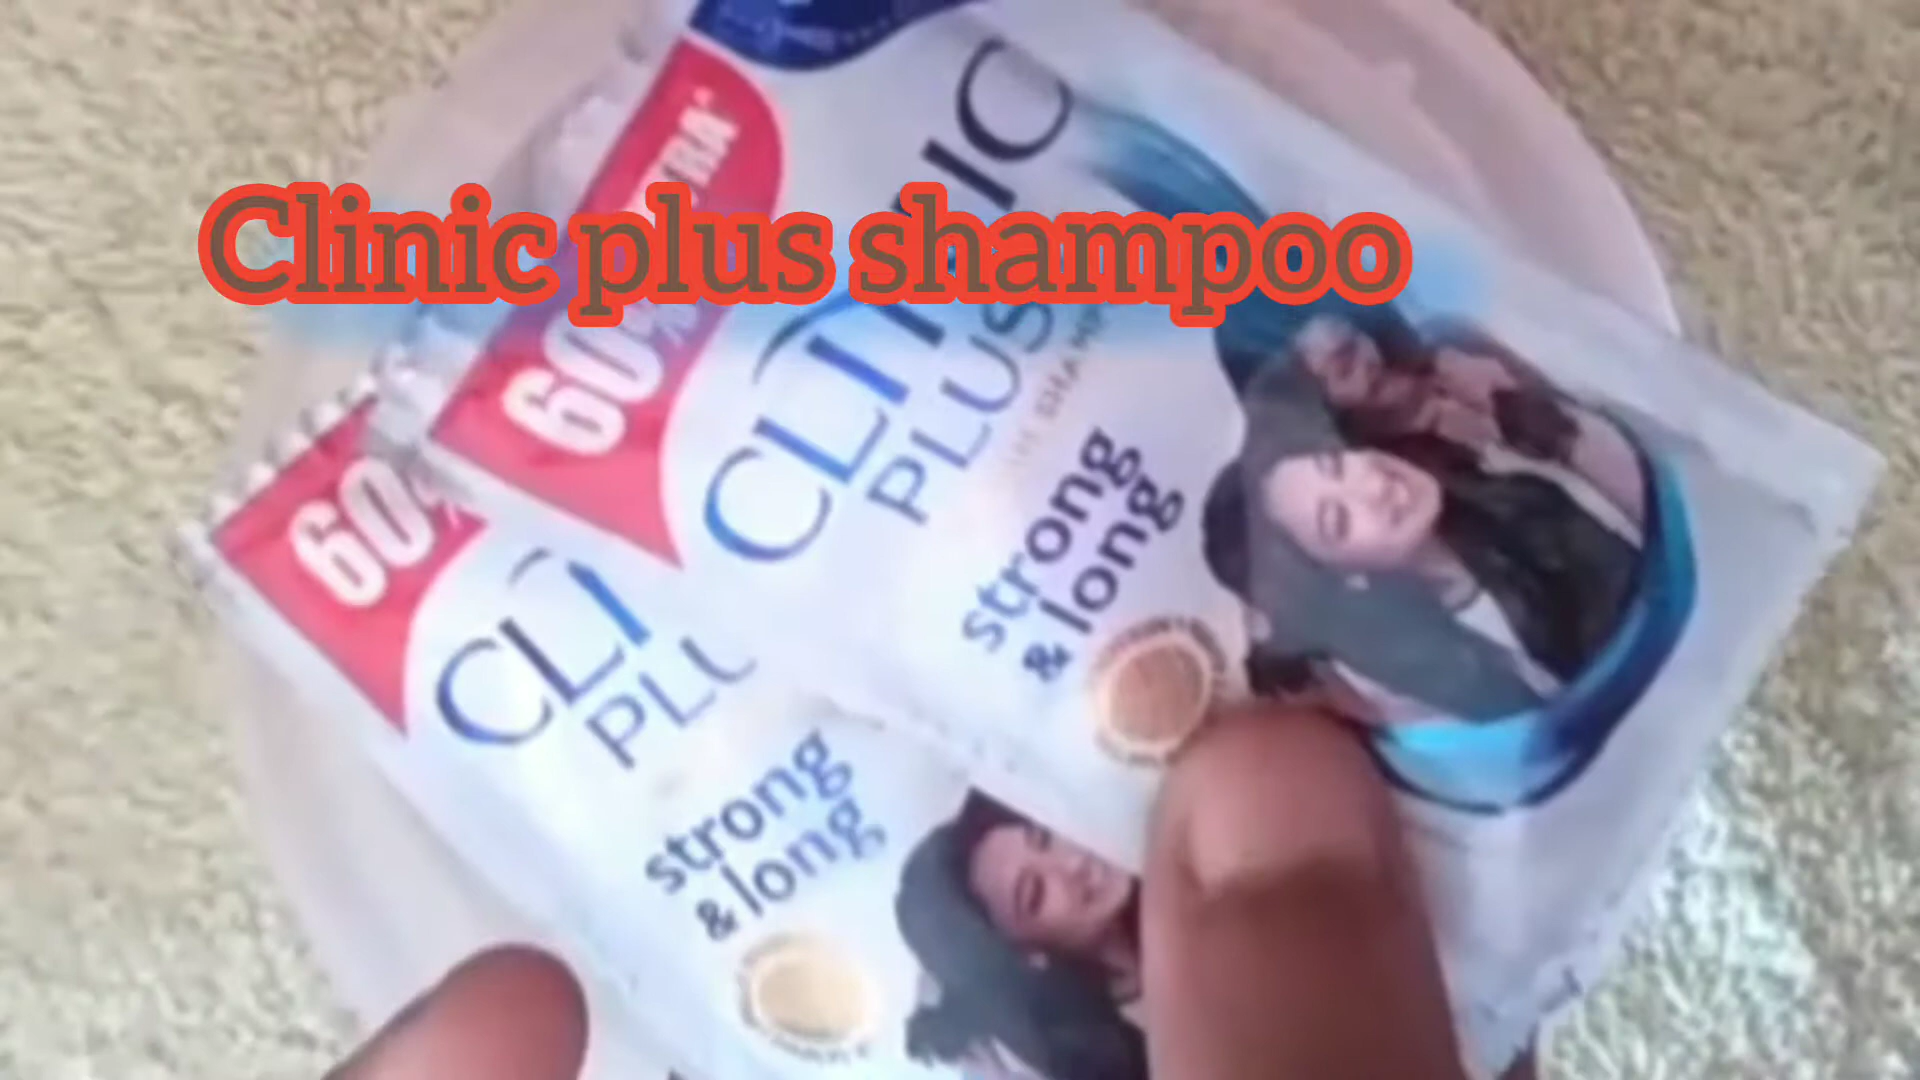 Clinic plus shampoo
60%
CLINIC
PLUS
strong
& long
60%
CLI
PLU
strong
& long